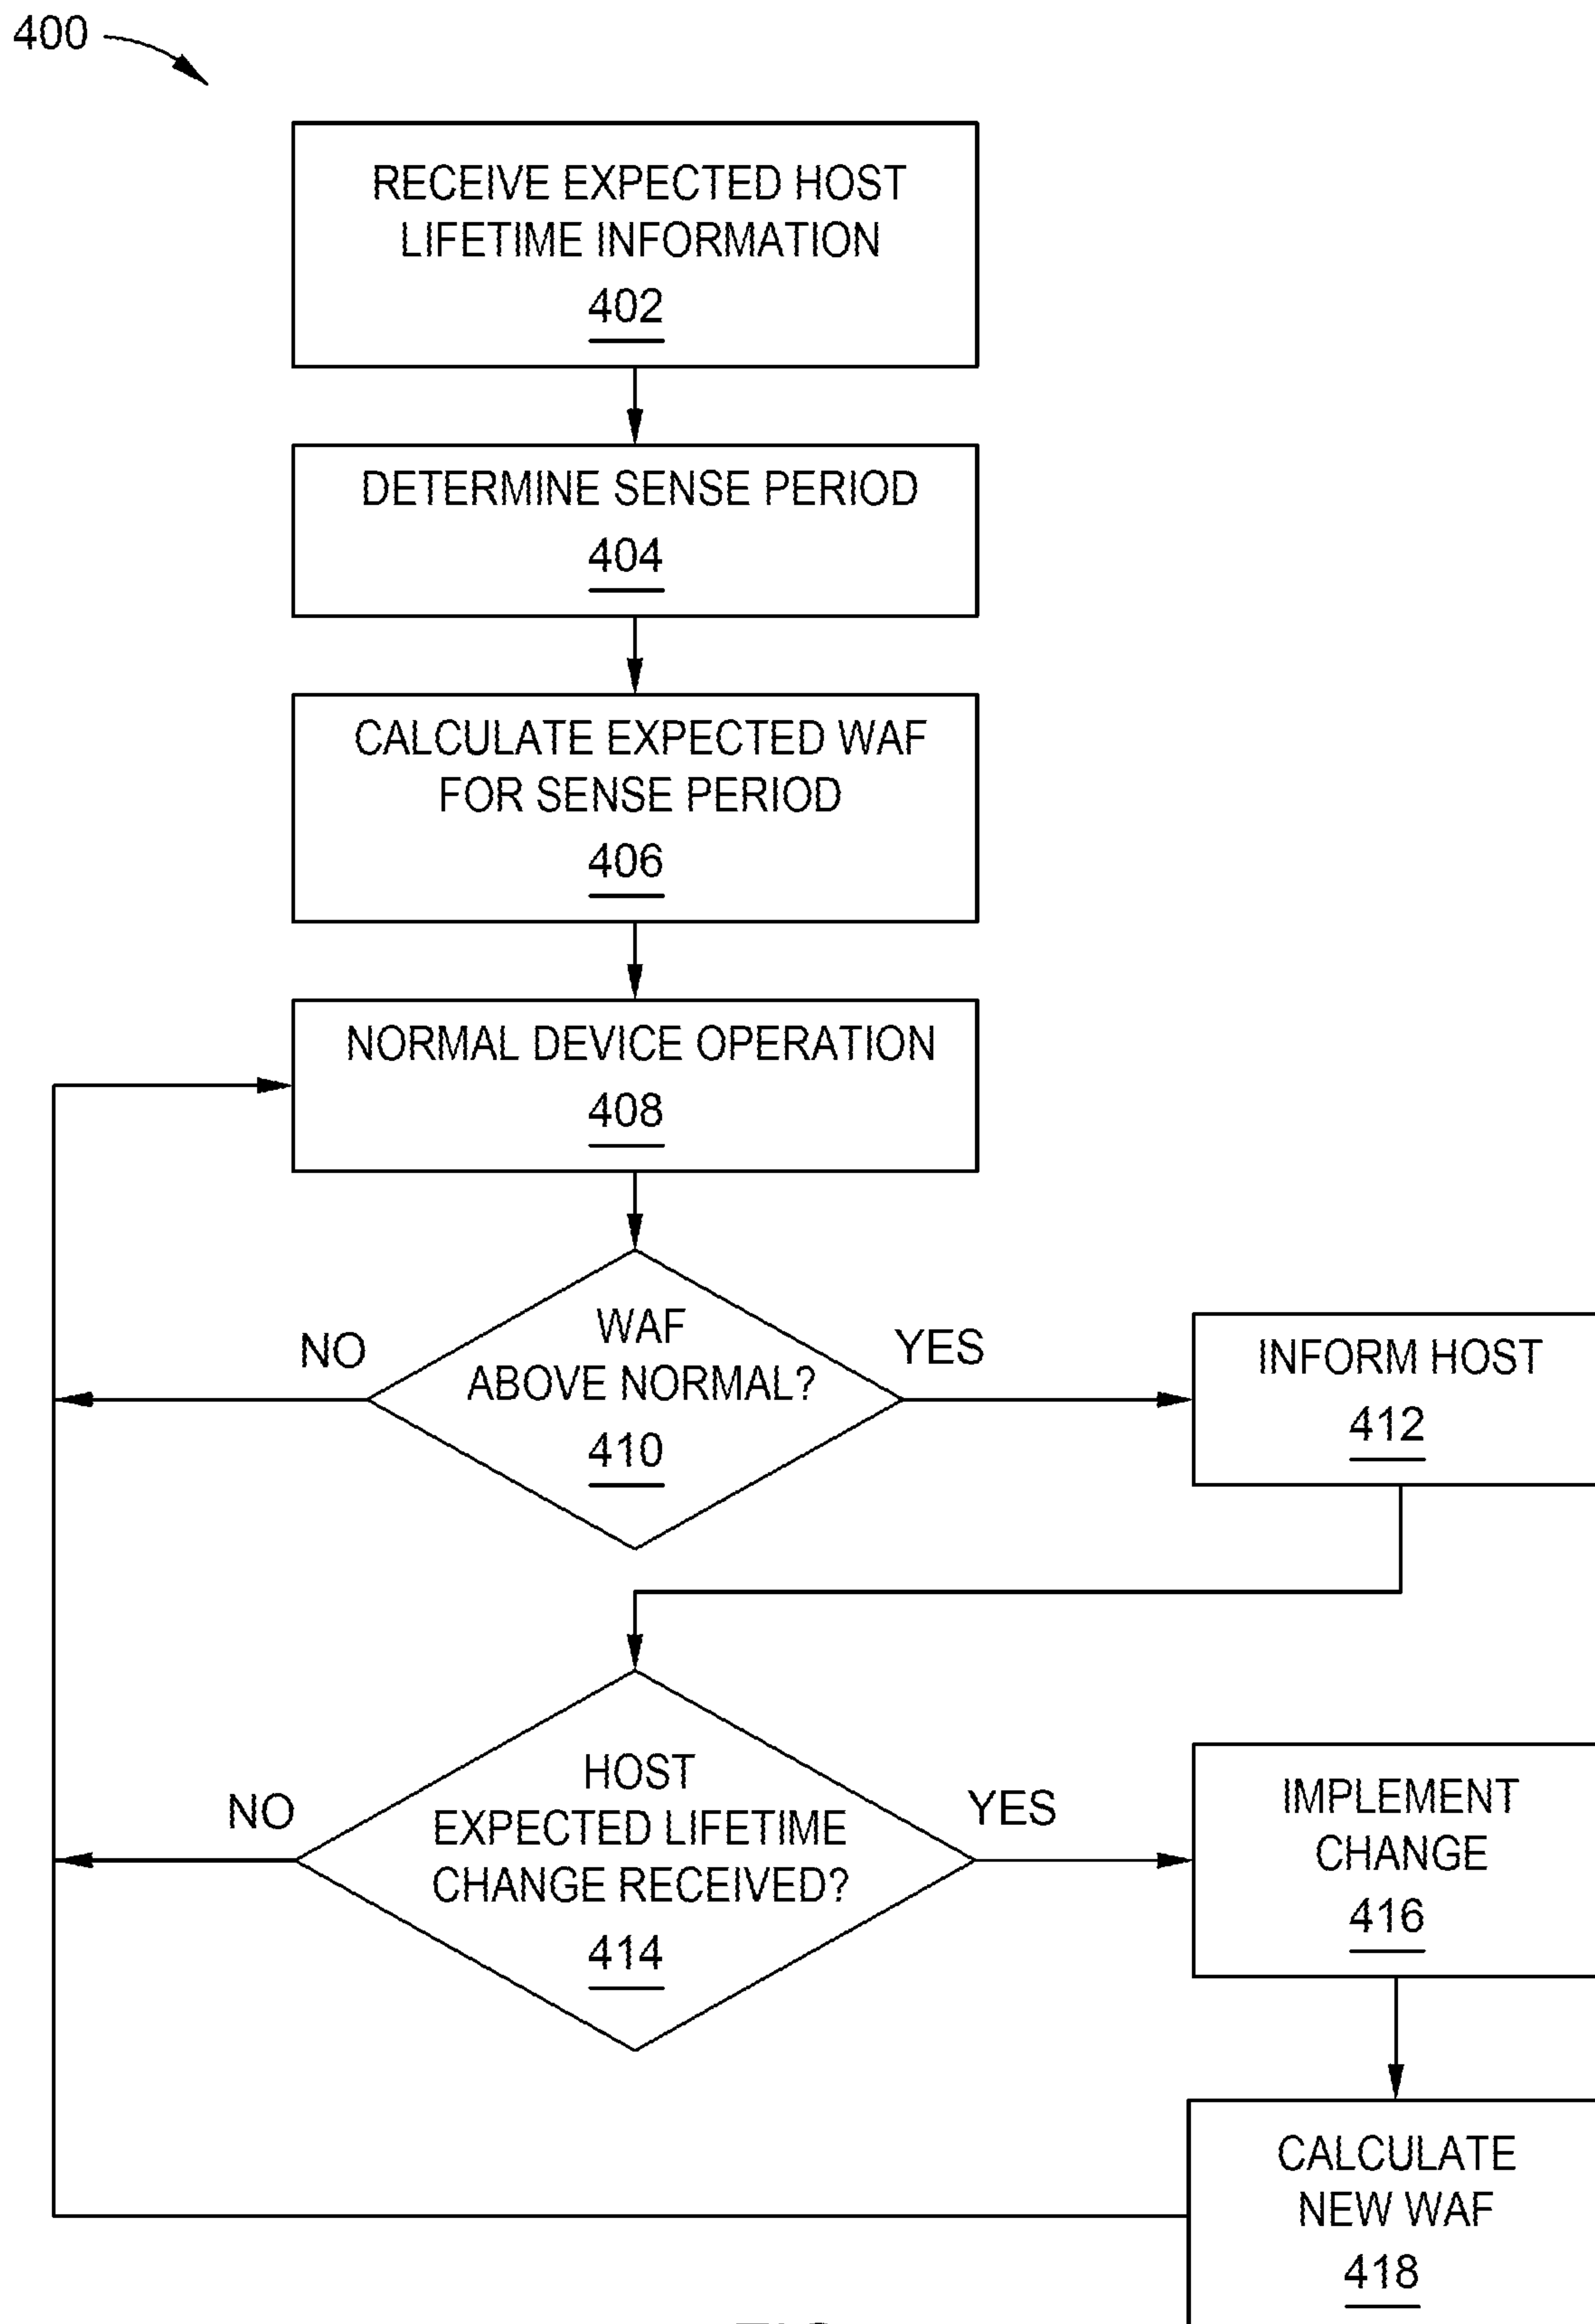 400
RECEIVE EXPECTED HOST
LIFETIME INFORMATION
402
DETERMINE SENSE PERIOD
404
CALCULATE EXPECTED WAF
FOR SENSE PERIOD
406
NORMAL DEVICE OPERATION
408
WAF
ABOVE NORMAL?
410
NO
YES
INFORM HOST
412
HOST
EXPECTED LIFETIME
CHANGE RECEIVED?
414
NO
YES
IMPLEMENT
CHANGE
416
CALCULATE
NEW WAF
418